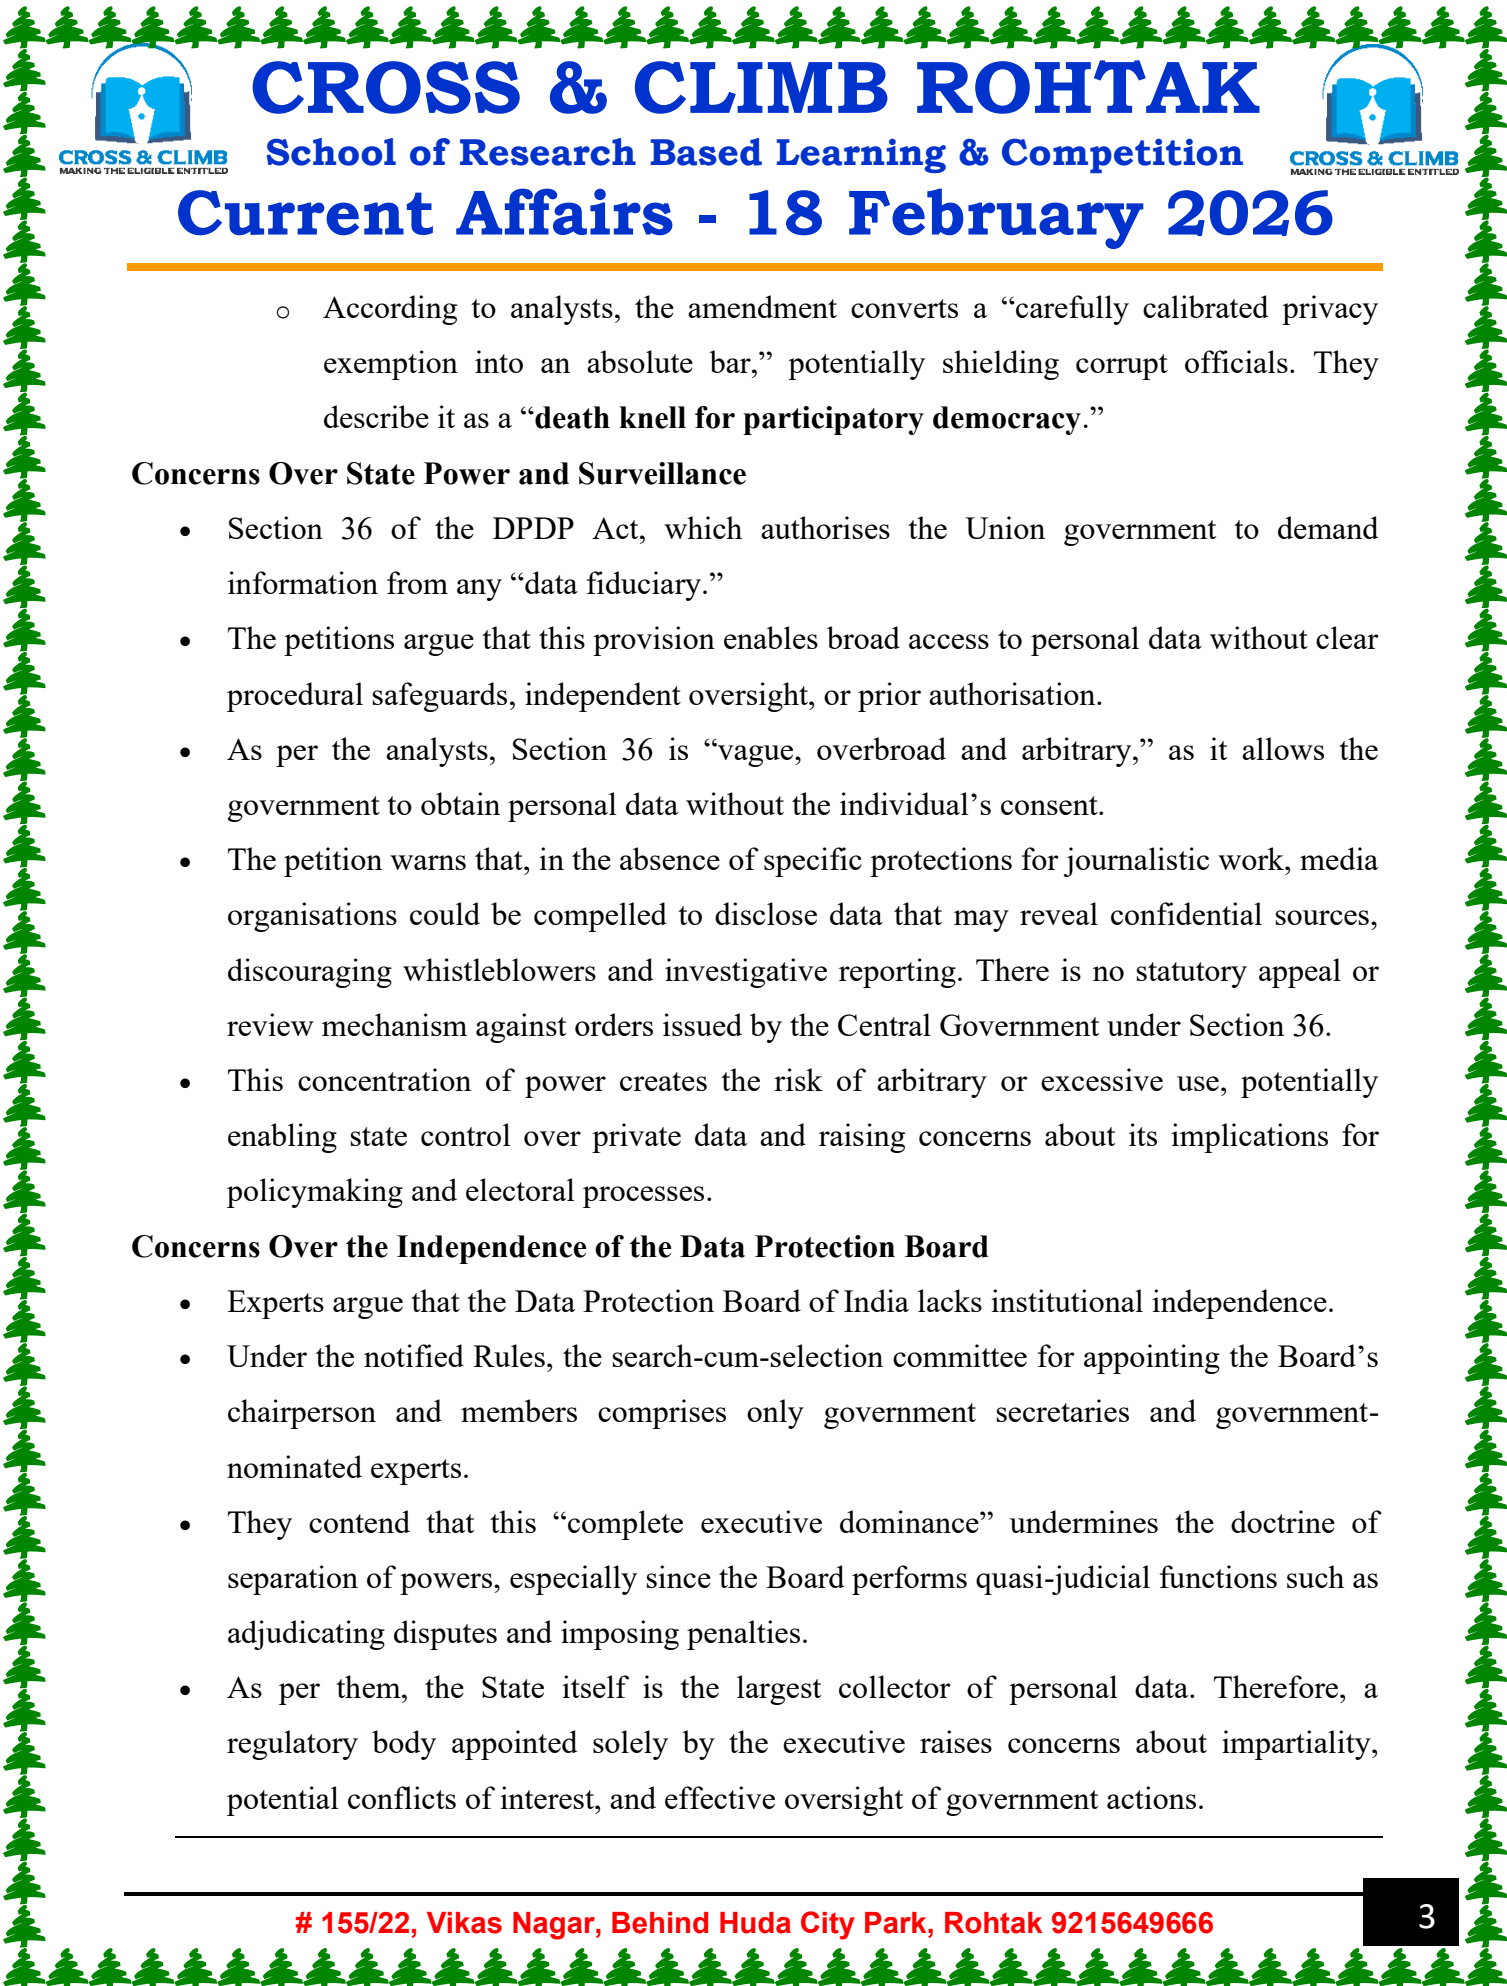 CROSS & CLIMB ROHTAK
School of Research Based Learning & Competition
Current Affairs - 18 February 2026
CROSS & CLIMB
MAKING THE ELIGIBLE ENTITLED
CROSS & CLIMB
MAKING THE ELIGIBLE ENTITLED
o According to analysts, the amendment converts a “carefully calibrated privacy
exemption into an absolute bar,” potentially shielding corrupt officials. They
describe it as a “death knell for participatory democracy.”
Concerns Over State Power and Surveillance
• Section 36 of the DPDP Act, which authorises the Union government to demand
information from any “data fiduciary.”
• The petitions argue that this provision enables broad access to personal data without clear
procedural safeguards, independent oversight, or prior authorisation.
• As per the analysts, Section 36 is “vague, overbroad and arbitrary,” as it allows the
government to obtain personal data without the individual’s consent.
• The petition warns that, in the absence of specific protections for journalistic work, media
organisations could be compelled to disclose data that may reveal confidential sources,
discouraging whistleblowers and investigative reporting. There is no statutory appeal or
review mechanism against orders issued by the Central Government under Section 36.
• This concentration of power creates the risk of arbitrary or excessive use, potentially
enabling state control over private data and raising concerns about its implications for
policymaking and electoral processes.
Concerns Over the Independence of the Data Protection Board
• Experts argue that the Data Protection Board of India lacks institutional independence.
• Under the notified Rules, the search-cum-selection committee for appointing the Board’s
chairperson and members comprises only government secretaries and government-
nominated experts.
• They contend that this “complete executive dominance” undermines the doctrine of
separation of powers, especially since the Board performs quasi-judicial functions such as
adjudicating disputes and imposing penalties.
• As per them, the State itself is the largest collector of personal data. Therefore, a
regulatory body appointed solely by the executive raises concerns about impartiality,
potential conflicts of interest, and effective oversight of government actions.
# 155/22, Vikas Nagar, Behind Huda City Park, Rohtak 9215649666
3